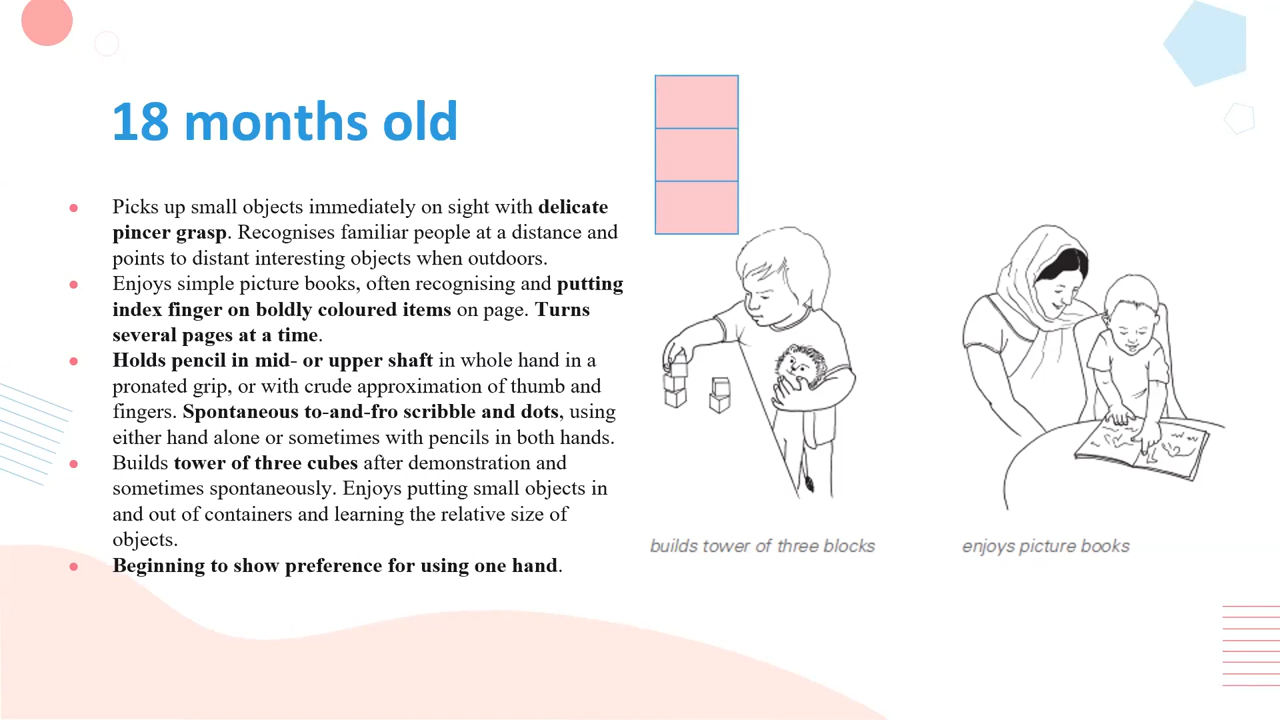 18 months old
Picks up small objects immediately on sight with delicate
pincer grasp. Recognises familiar people at a distance and
points to distant interesting objects when outdoors.
Enjoys simple picture books, often recognising and putting
index finger on boldly coloured items on page. Turns
several pages at a time.
Holds pencil in mid- or upper shaft in whole hand in a
pronated grip, or with crude approximation of thumb and
fingers. Spontaneous to-and-fro scribble and dots, using
either hand alone or sometimes with pencils in both hands.
Builds tower of three cubes after demonstration and
sometimes spontaneously. Enjoys putting small objects in
and out of containers and learning the relative size of
objects.
Beginning to show preference for using one hand.
builds tower of three blocks
enjoys picture books